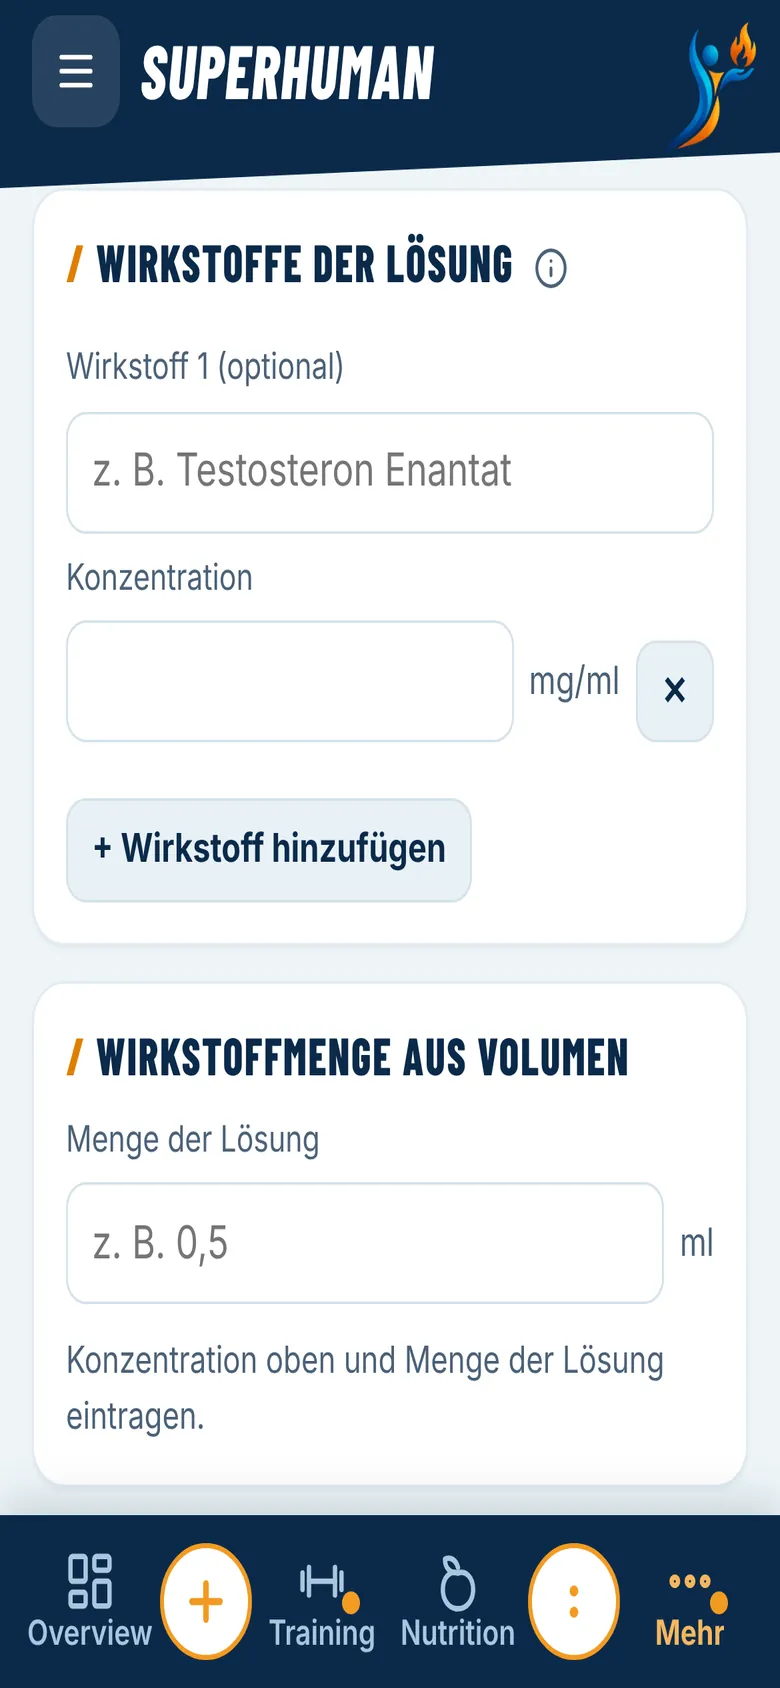 SUPERHUMAN
/ WIRKSTOFFE DER LÖSUNG
Wirkstoff 1 (optional)
z. B. Testosteron Enantat
Konzentration
mg/ml
+ Wirkstoff hinzufügen
/ WIRKSTOFFMENGE AUS VOLUMEN
Menge der Lösung
z. B. 0,5
ml
Konzentration oben und Menge der Lösung
eintragen.
Overview
Training
Nutrition
Mehr